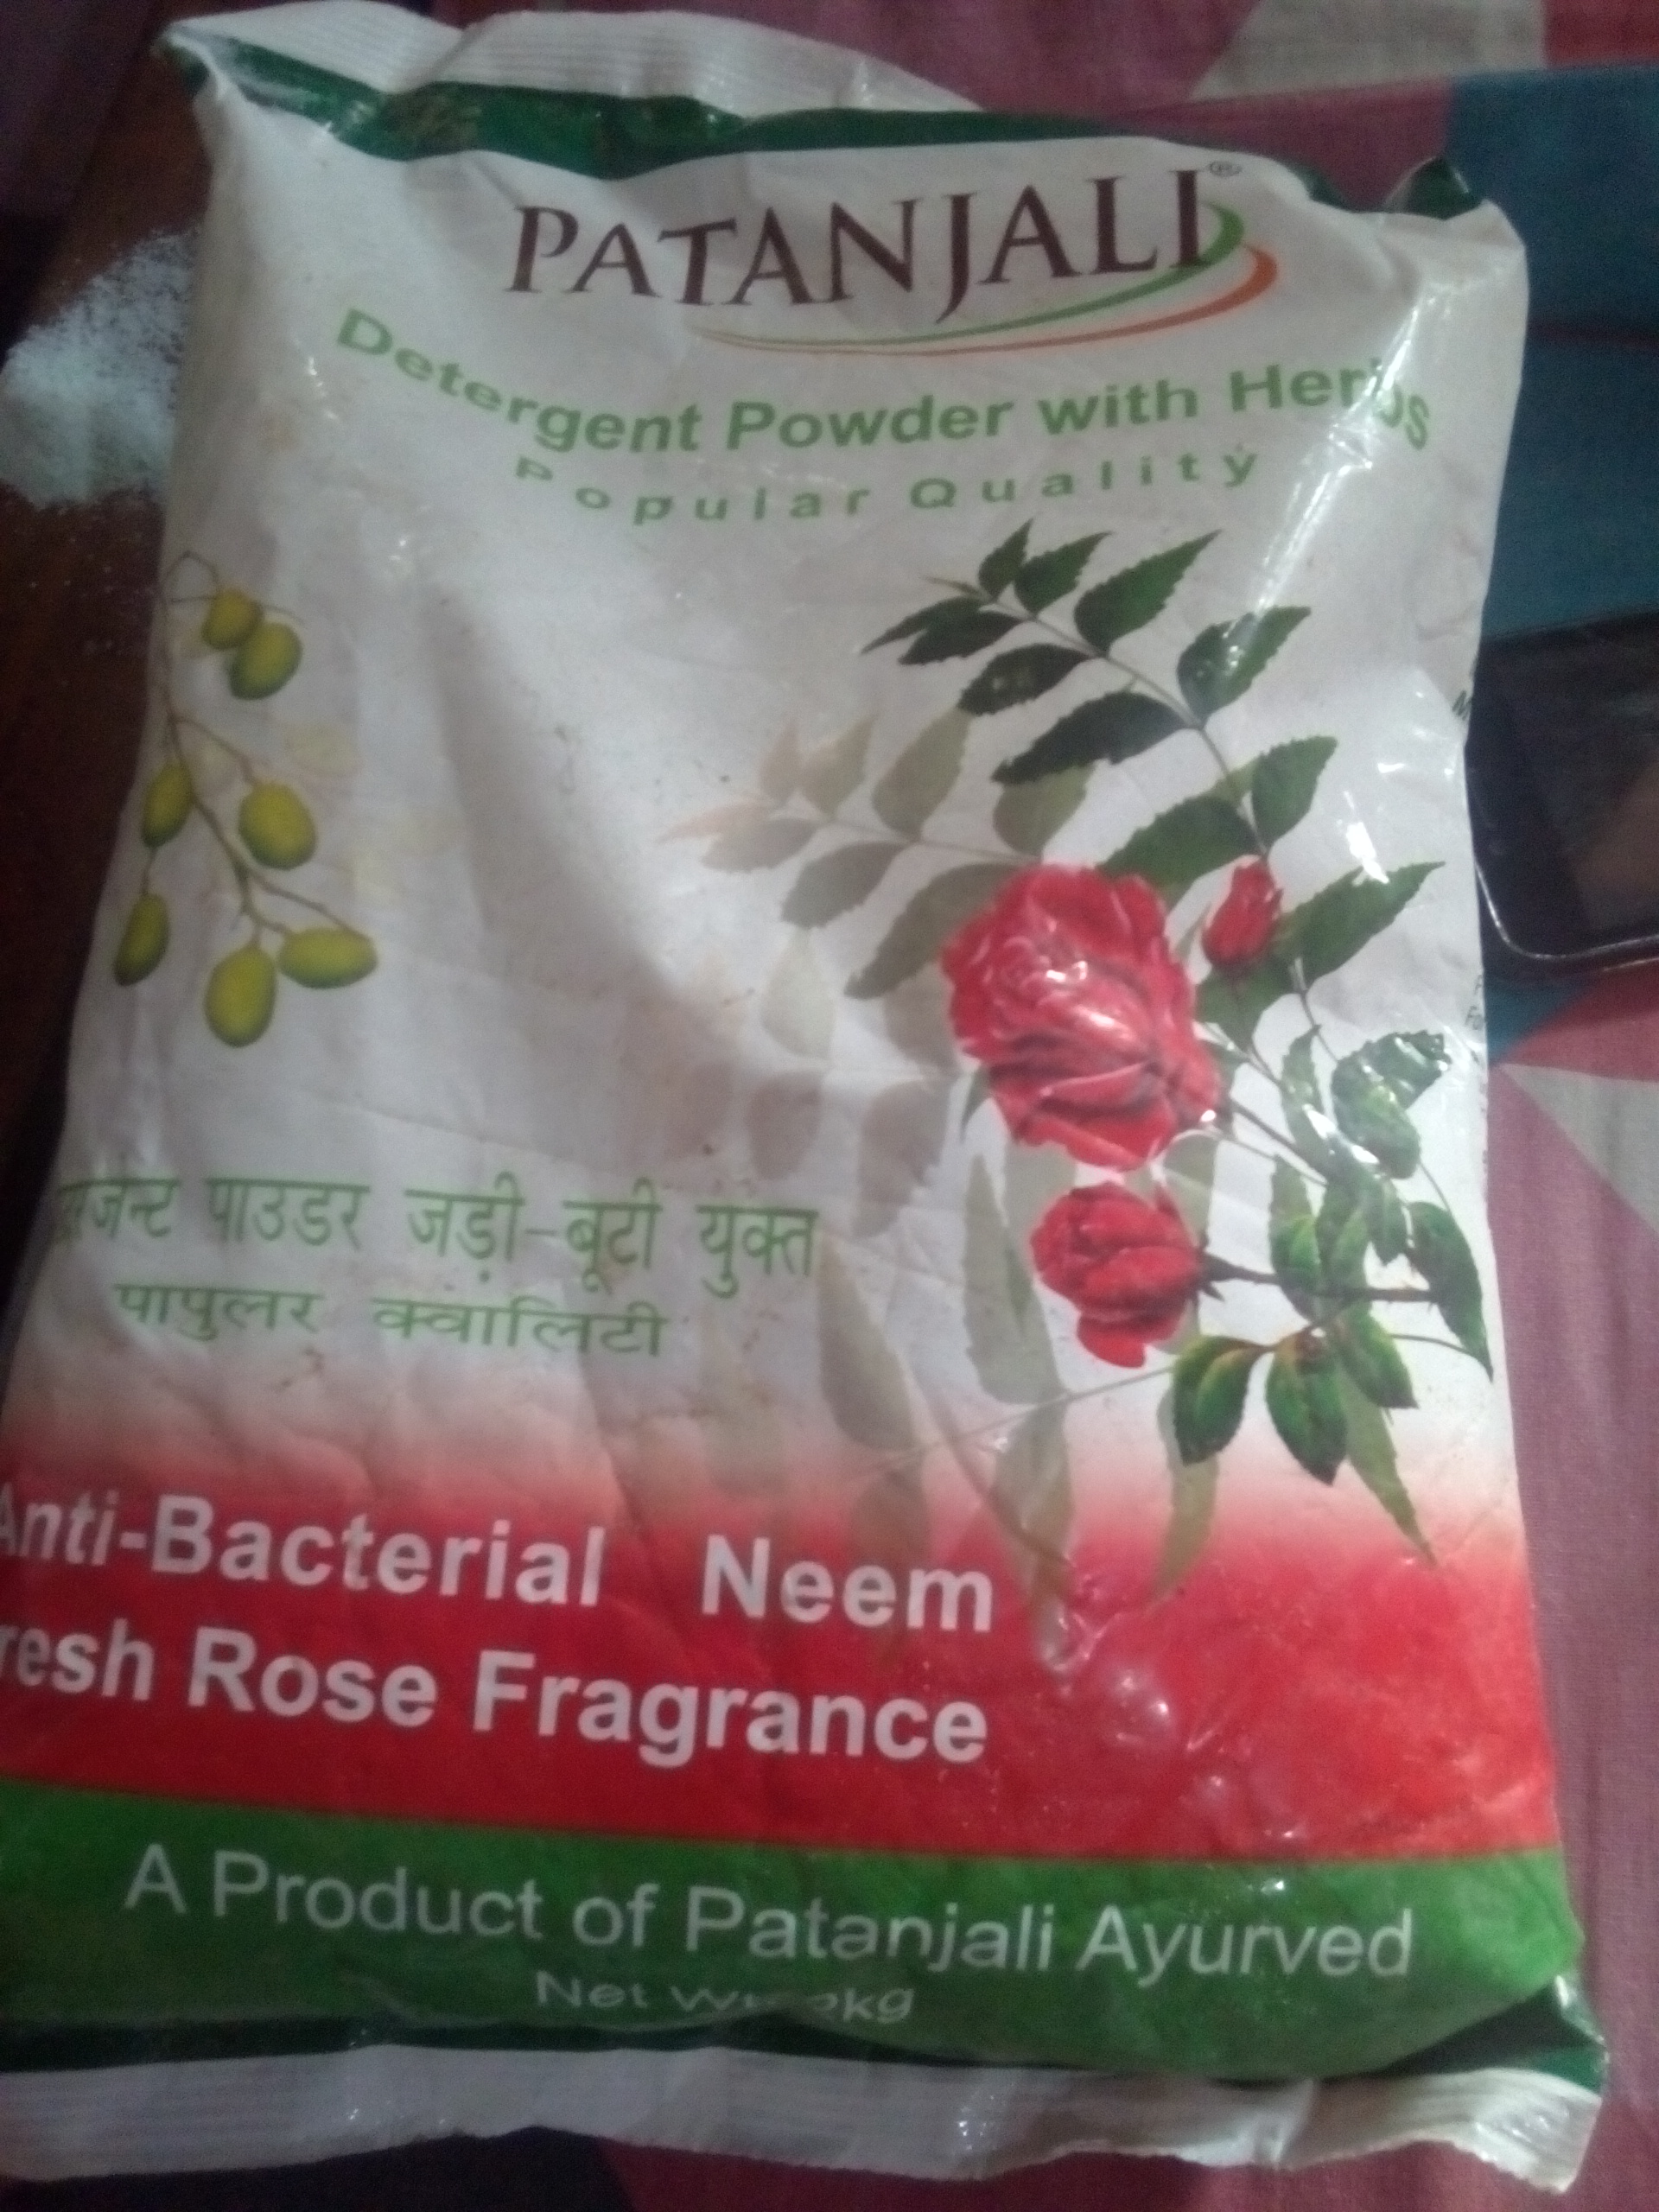 PATANJALI®
Detergent Powder with Herbs
Popular Quality
पाउडर जड़ी-बूटी युक्त
पापुलर क्वालिटी
Anti-Bacterial Neem
Rose Fragrance
A Product of Patanjali Ayurved
Net